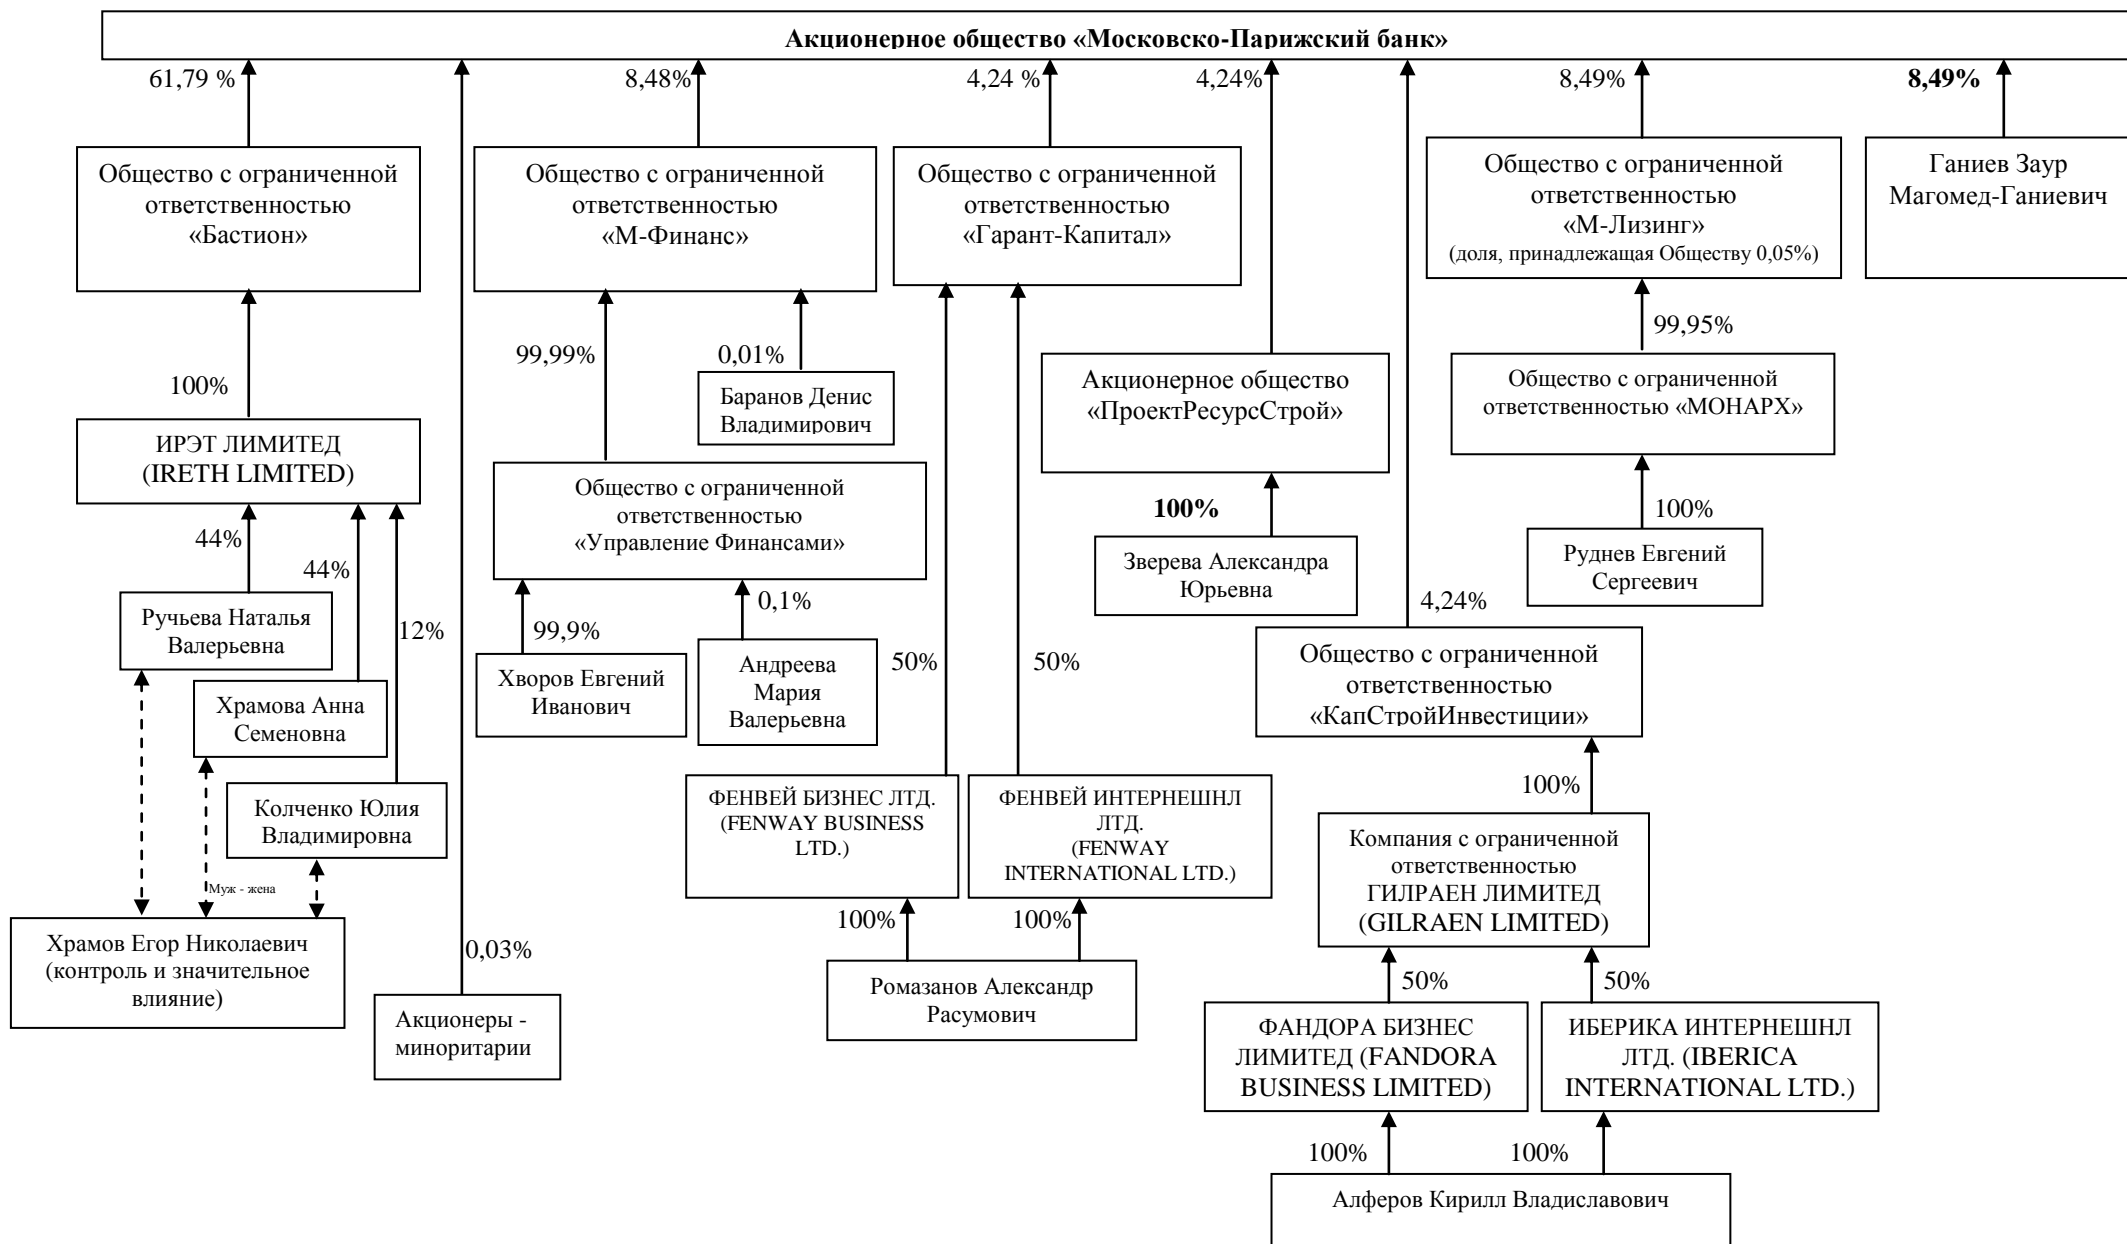 Акционерное общество «Московско-Парижский банк»
61,79 %
8,48%
4,24 %
4,24%
8,49%
8,49%
Общество с ограниченной
ответственностью
«Бастион»
Общество с ограниченной
ответственностью
«М-Финанс»
Общество с ограниченной
ответственностью
«Гарант-Капитал»
Общество с ограниченной
ответственностью
«М-Лизинг»
(доля, принадлежащая Обществу 0,05%)
Ганиев Заур
Магомед-Ганиевич
100%
99,99%
0,01%
99,95%
Баранов Денис
Владимирович
Акционерное общество
«ПроектРесурсСтрой»
Общество с ограниченной
ответственностью «МОНАРХ»
ИРЭТ ЛИМИТЕД
(IRETH LIMITED)
Общество с ограниченной
ответственностью
«Управление Финансами»
100%
100%
44%
44%
12%
Зверева Александра
Юрьевна
Руднев Евгений
Сергеевич
Ручьева Наталья
Валерьевна
99,9%
0,1%
4,24%
Хворов Евгений
Иванович
Андреева
Мария
Валерьевна
50%
50%
Общество с ограниченной
ответственностью
«КапСтройИнвестиции»
Храмова Анна
Семеновна
Колченко Юлия
Владимировна
ФЕНВЕЙ БИЗНЕС ЛТД.
(FENWAY BUSINESS
LTD.)
ФЕНВЕЙ ИНТЕРНЕШНЛ
ЛТД.
(FENWAY
INTERNATIONAL LTD.)
100%
Компания с ограниченной
ответственностью
ГИЛРАЕН ЛИМИТЕД
(GILRAEN LIMITED)
Муж - жена
Храмов Егор Николаевич
(контроль и значительное
влияние)
0,03%
100%
100%
Акционеры -
миноритарии
Ромазанов Александр
Расумович
50%
50%
ФАНДОРА БИЗНЕС
ЛИМИТЕД (FANDORA
BUSINESS LIMITED)
ИБЕРИКА ИНТЕРНЕШНЛ
ЛТД. (IBERICA
INTERNATIONAL LTD.)
100%
100%
Алферов Кирилл Владиславович